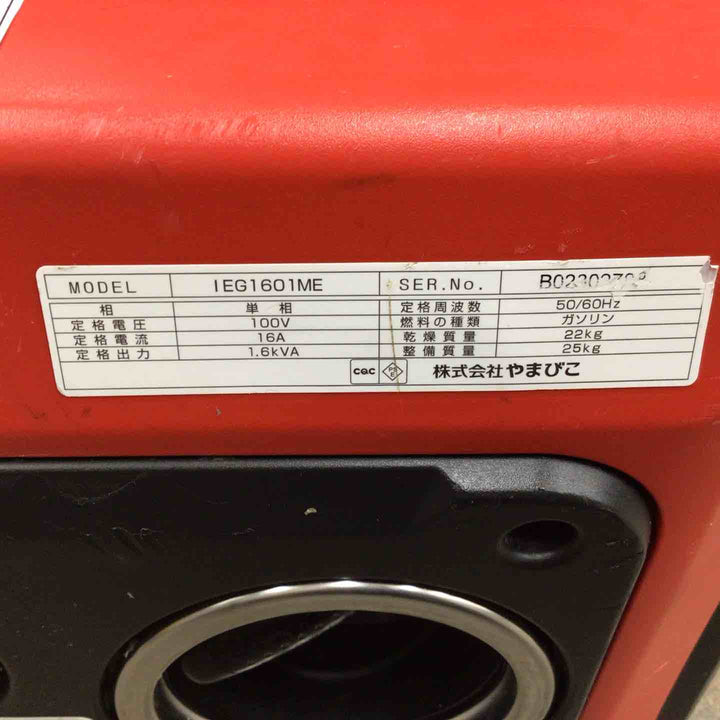 MODEL IEG1601ME SER.No.
相 単相 定格周波数 50/60Hz
定格電圧 100V 燃料の種類 ガソリン
定格電流 16A 乾燥質量 22kg
定格出力 1.6kVA 整備質量 25kg
CQC PSE 株式会社やまびこ